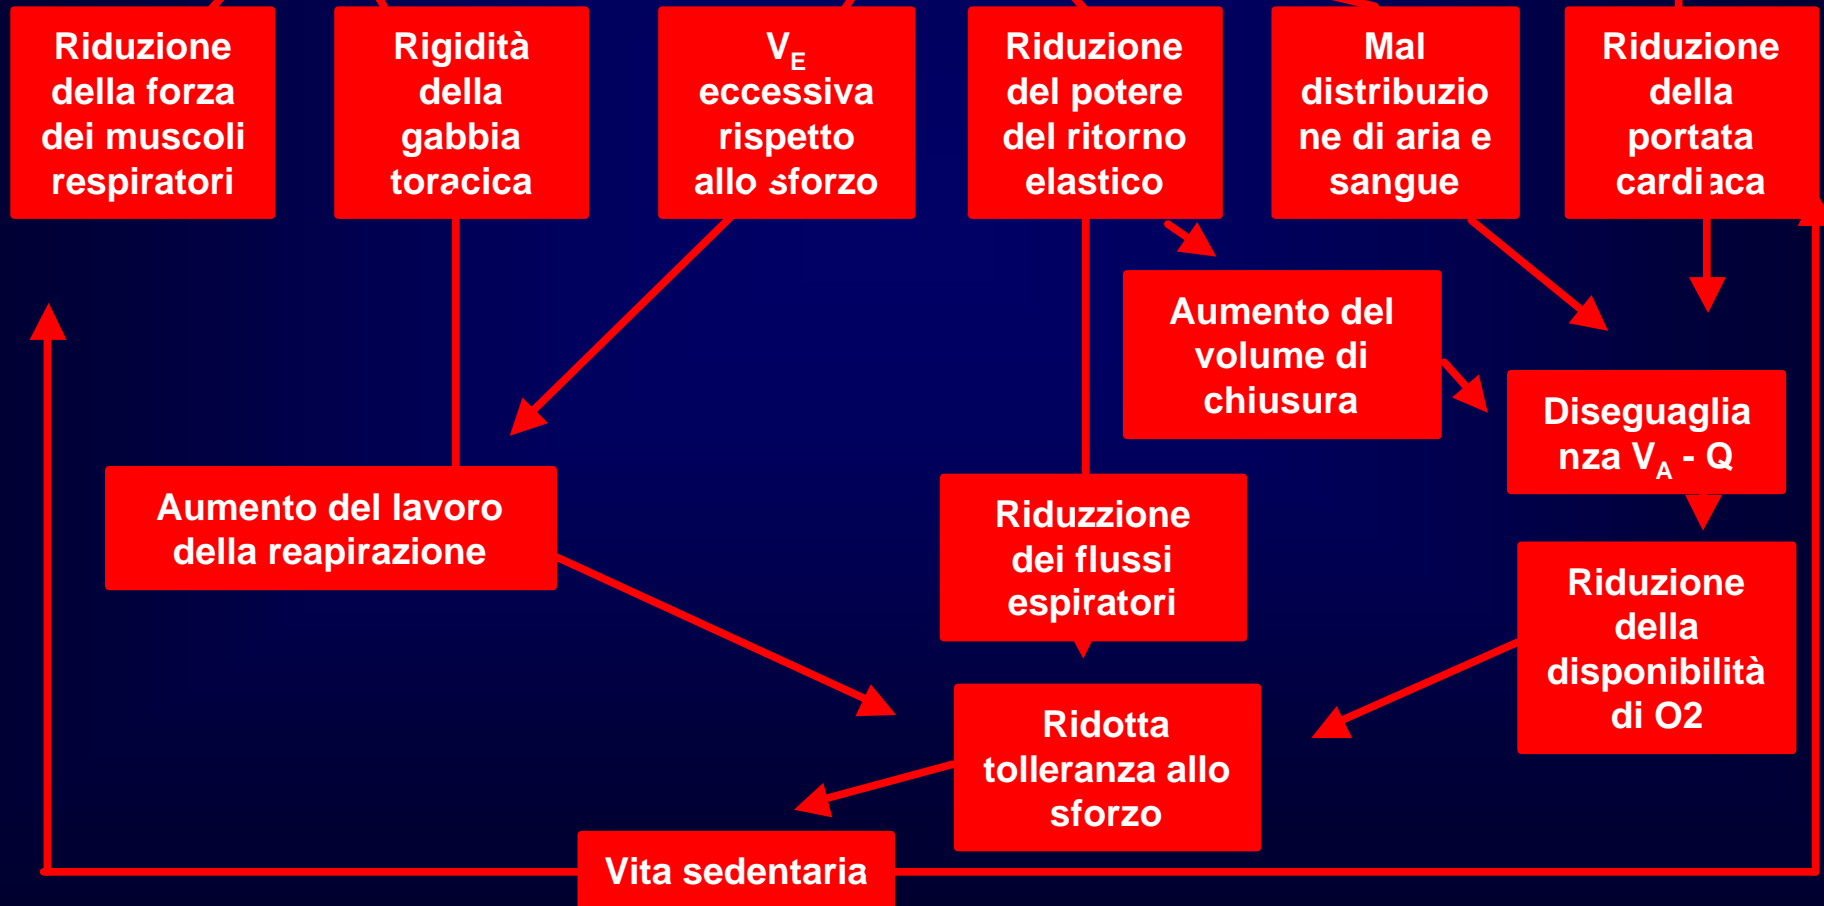 Riduzione
della forza
dei muscoli
respiratori
Rigidità
della
gabbia
toracica
VE
eccessiva
rispetto
allo sforzo
Riduzione
del potere
del ritorno
elastico
Mal
distribuzio
ne di aria e
sangue
Riduzione
della
portata
cardiaca
Aumento del
volume di
chiusura
Diseguaglia
nza VA - Q
Aumento del lavoro
della reapirazione
Riduzzione
dei flussi
espiratori
Riduzione
della
disponibilità
di O2
Ridotta
tolleranza allo
sforzo
Vita sedentaria